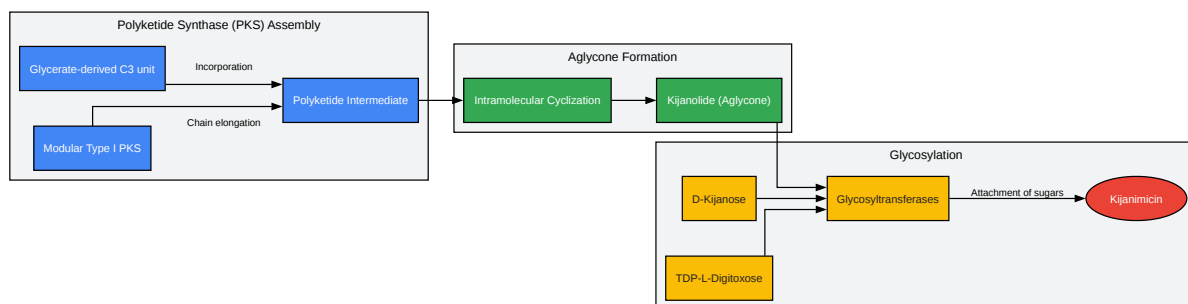 Polyketide Synthase (PKS) Assembly
Glycerate-derived C3 unit
Incorporation
Polyketide Intermediate
Chain elongation
Modular Type I PKS
Aglycone Formation
Intramolecular Cyclization
Kijanolide (Aglycone)
Glycosylation
D-Kijanose
Glycosyltransferases
Attachment of sugars
Kijanimicin
TDP-L-Digitoxose